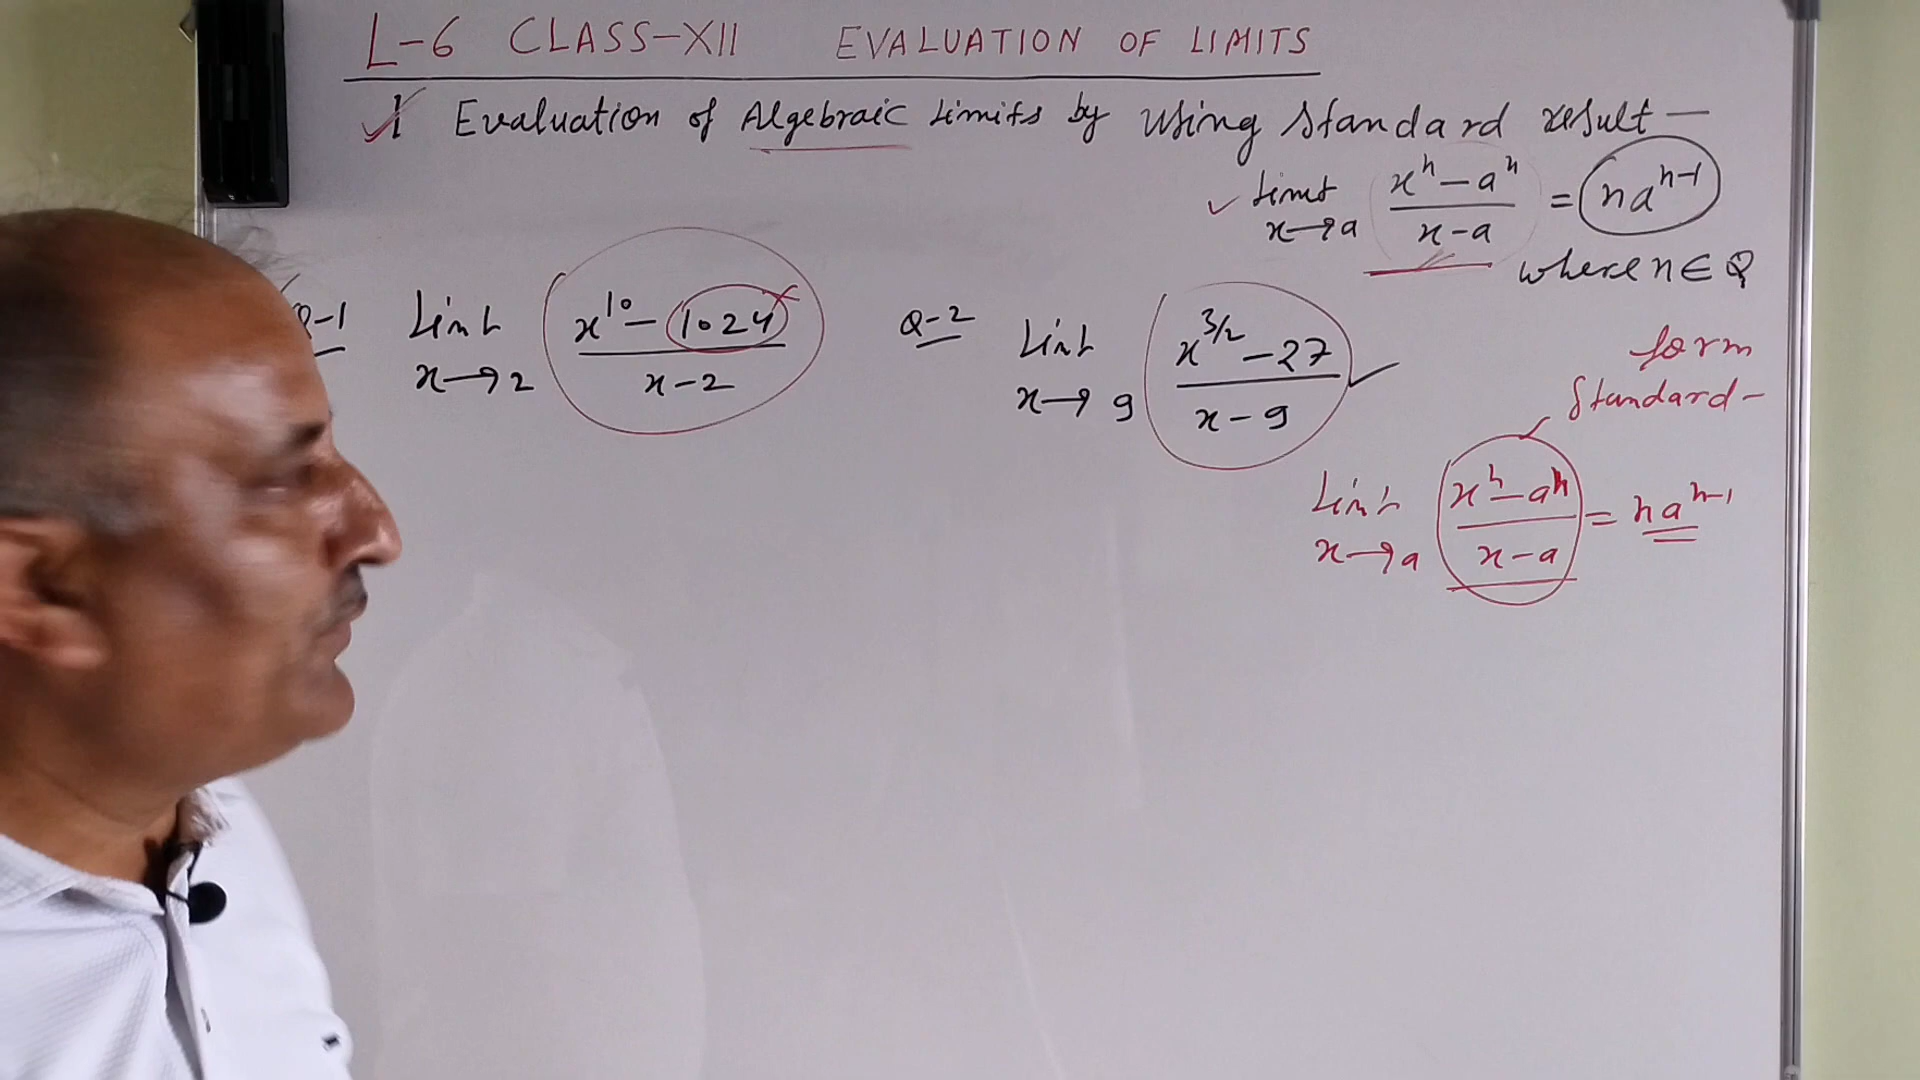 L-6 CLASS-XII EVALUATION OF LIMITS
1 Evaluation of Algebraic Limits by Using Standard result —
Limit x→a (xⁿ - aⁿ)/(x - a) = naⁿ⁻¹
where n ∈ Q
Q-1 Limit x→2 (x¹⁰ - 1024)/(x - 2)
Q-2 Limit x→9 (x^3/2 - 27)/(x - 9)
form
Standard -
Limit x→a (xⁿ - aⁿ)/(x - a) = naⁿ⁻¹